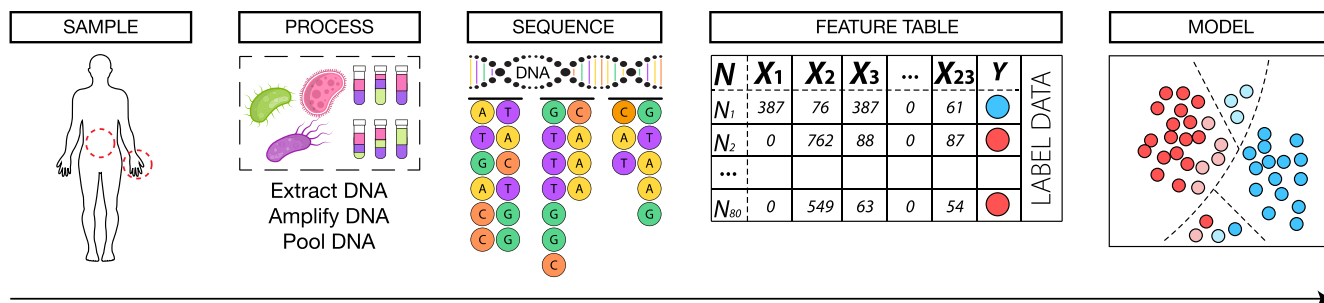 SAMPLE
PROCESS
SEQUENCE
FEATURE TABLE
MODEL
Extract DNA
Amplify DNA
Pool DNA
DNA
A T G C C G
T A T A A T
G C T A T A
A T T A A
C G G G
C G G
C
N X1 X2 X3 ... X23 Y
N1 387 76 387 0 61
N2 0 762 88 0 87
...
N80 0 549 63 0 54
LABEL DATA